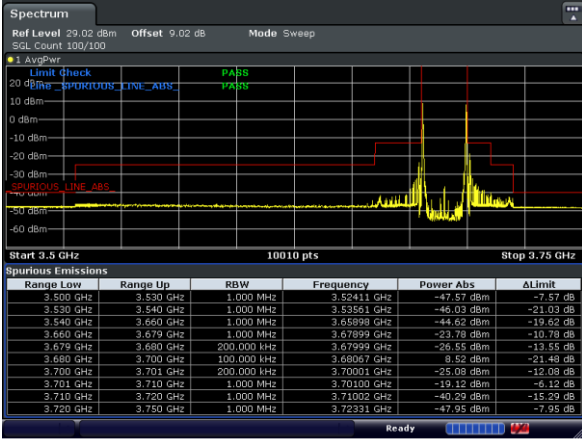 Spectrum
Ref Level 29.02 dBm Offset 9.02 dB Mode Sweep
SGL Count 100/100
1 AvgPwr
Limit Check PASS
20 dBm
Line _SPURIOUS_LINE_ABS_ PASS
10 dBm
0 dBm
-10 dBm
-20 dBm
-30 dBm
_SPURIOUS_LINE_ABS_
-40 dBm
-50 dBm
-60 dBm
Start 3.5 GHz 10010 pts Stop 3.75 GHz
Spurious Emissions
Range Low Range Up RBW Frequency Power Abs ΔLimit
3.500 GHz 3.530 GHz 1.000 MHz 3.52411 GHz -47.57 dBm -7.57 dB
3.530 GHz 3.540 GHz 1.000 MHz 3.53561 GHz -46.03 dBm -21.03 dB
3.540 GHz 3.660 GHz 1.000 MHz 3.65898 GHz -44.62 dBm -19.62 dB
3.660 GHz 3.679 GHz 1.000 MHz 3.67899 GHz -23.78 dBm -10.78 dB
3.679 GHz 3.680 GHz 200.000 kHz 3.67999 GHz -26.55 dBm -13.55 dB
3.680 GHz 3.700 GHz 100.000 kHz 3.68067 GHz 8.52 dBm -21.48 dB
3.700 GHz 3.701 GHz 200.000 kHz 3.70001 GHz -25.08 dBm -12.08 dB
3.701 GHz 3.710 GHz 1.000 MHz 3.70100 GHz -19.12 dBm -6.12 dB
3.710 GHz 3.720 GHz 1.000 MHz 3.71002 GHz -40.29 dBm -15.29 dB
3.720 GHz 3.750 GHz 1.000 MHz 3.72331 GHz -47.95 dBm -7.95 dB
Ready